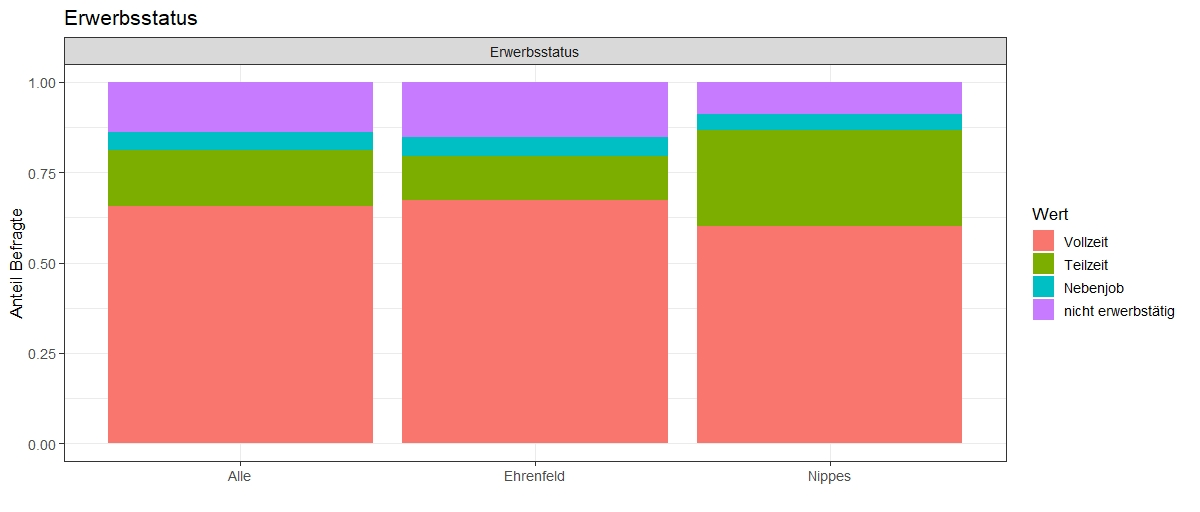 Erwerbsstatus
Erwerbsstatus
Anteil Befragte
1.00
0.75
0.50
0.25
0.00
Alle
Ehrenfeld
Nippes
Wert
Vollzeit
Teilzeit
Nebenjob
nicht erwerbstätig